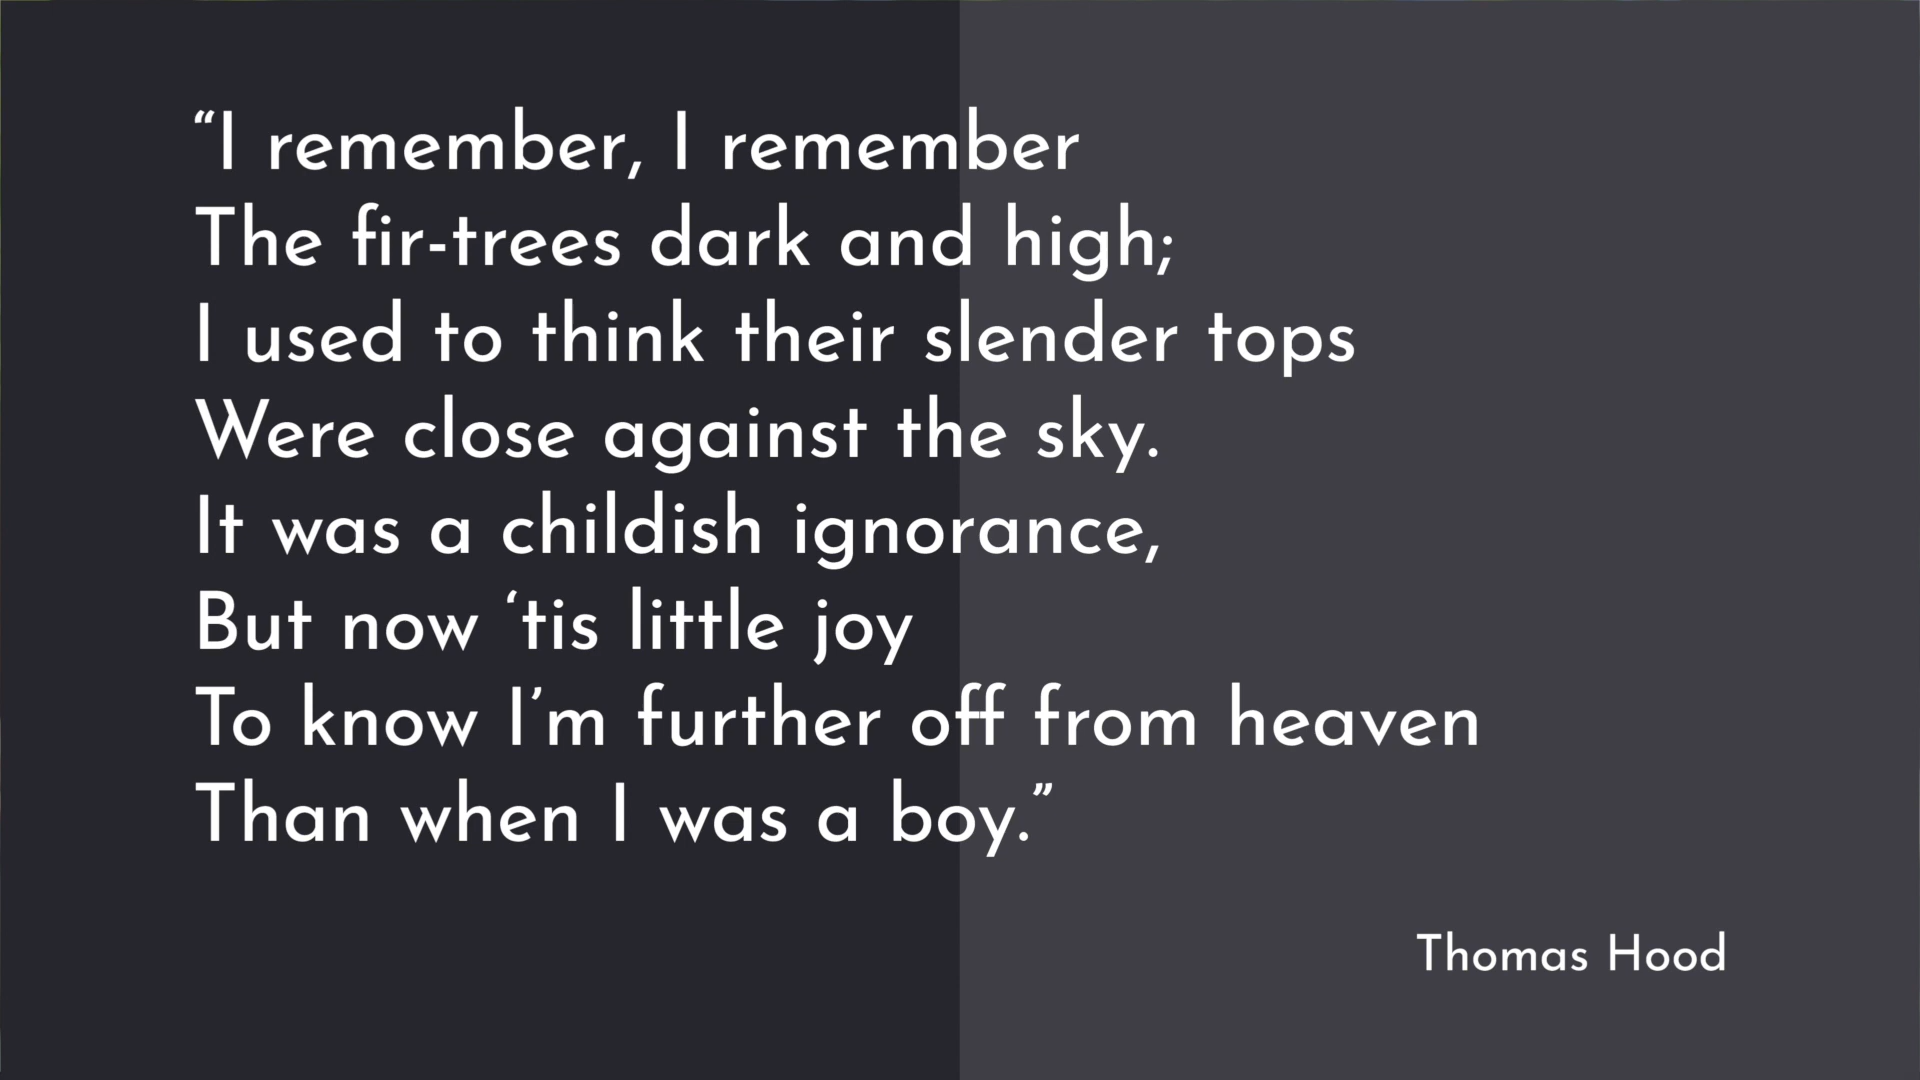 “I remember, I remember
The fir-trees dark and high;
I used to think their slender tops
Were close against the sky.
It was a childish ignorance,
But now ‘tis little joy
To know I’m further off from heaven
Than when I was a boy.”
Thomas Hood